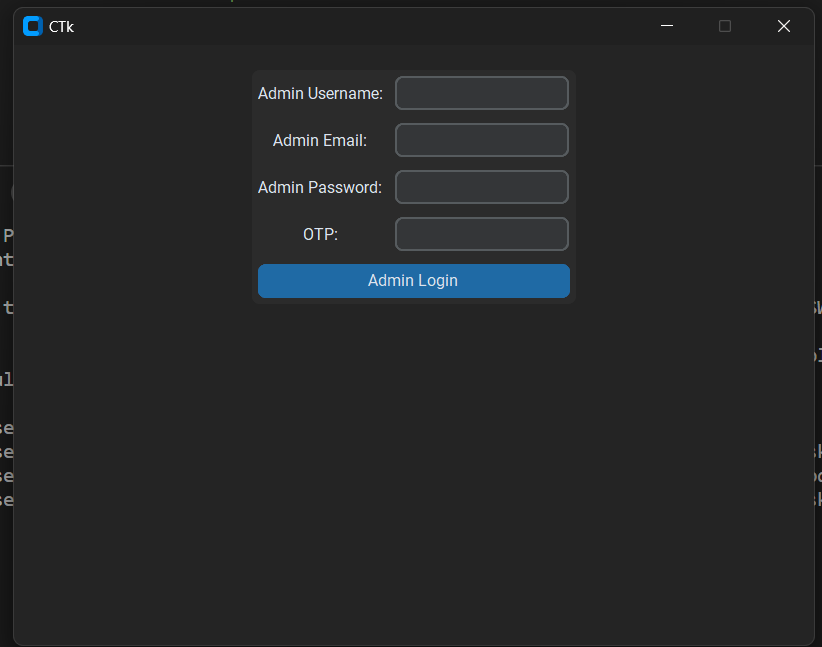 CTk
Admin Username:
Admin Email:
Admin Password:
OTP:
Admin Login